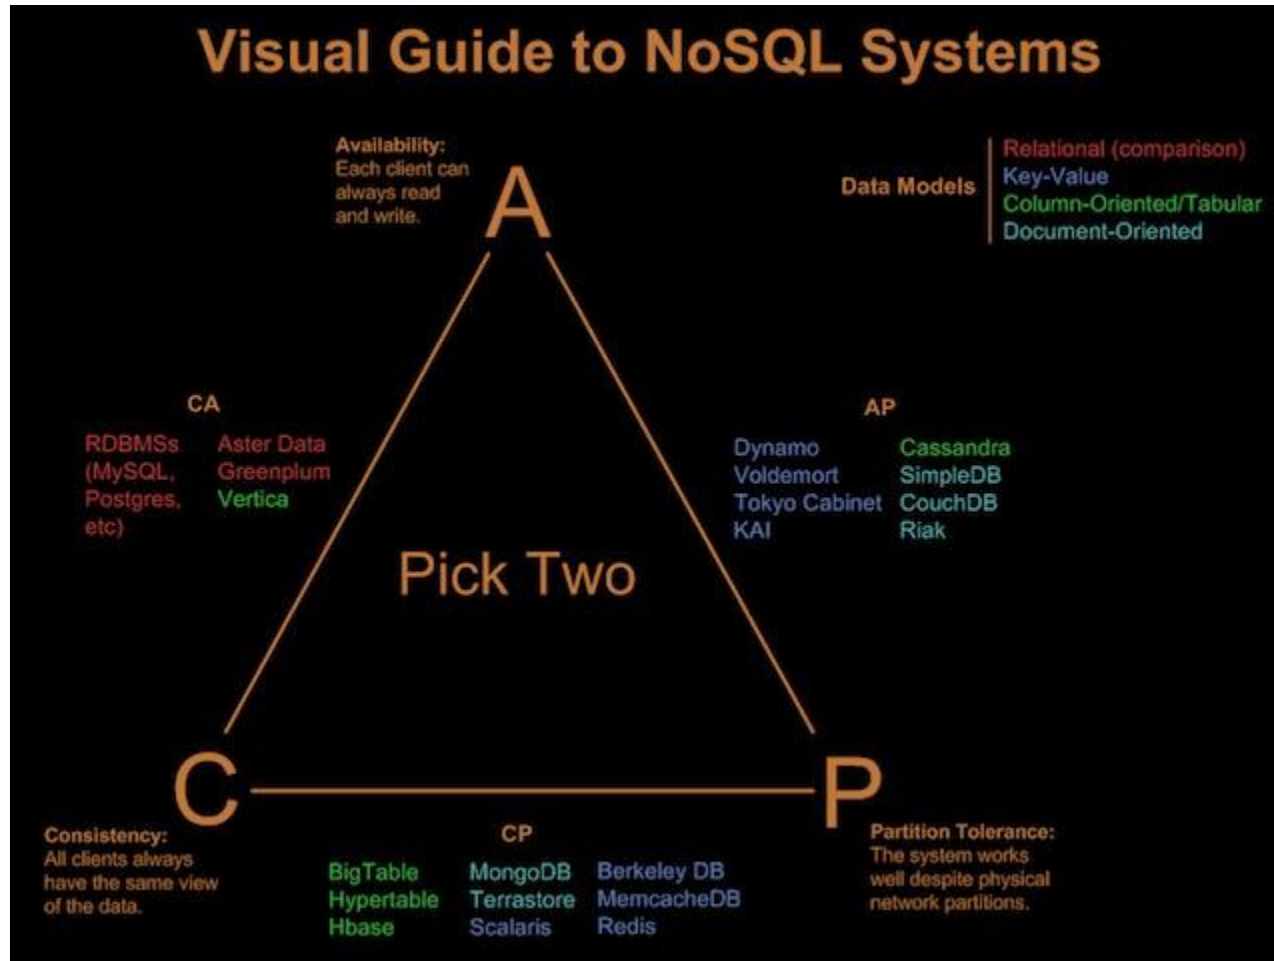 Visual Guide to NoSQL Systems
Availability:
Each client can
always read
and write.
A
Data Models
Relational (comparison)
Key-Value
Column-Oriented/Tabular
Document-Oriented
CA
RDBMSs
(MySQL,
Postgres,
etc)
Aster Data
Greenplum
Vertica
AP
Dynamo
Voldemort
Tokyo Cabinet
KAI
Cassandra
SimpleDB
CouchDB
Riak
Pick Two
C
P
Consistency:
All clients always
have the same view
of the data.
CP
BigTable
Hypertable
Hbase
MongoDB
Terrastore
Scalaris
Berkeley DB
MemcacheDB
Redis
Partition Tolerance:
The system works
well despite physical
network partitions.